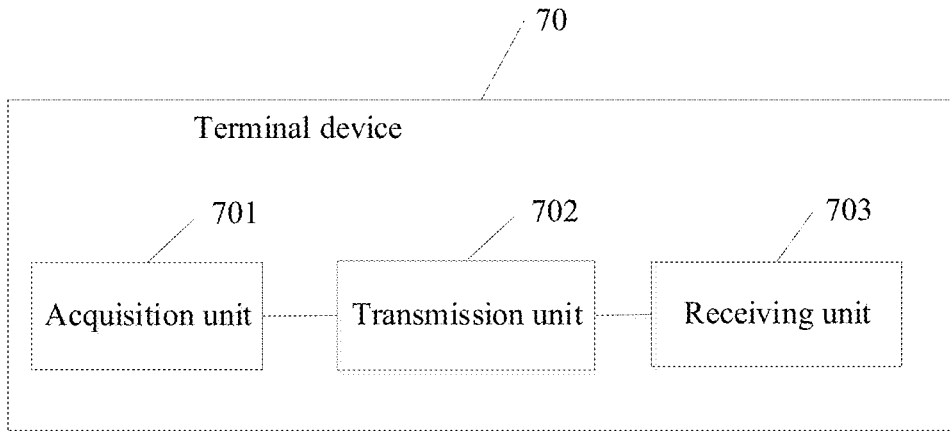 70
Terminal device
701
702
703
Acquisition unit
Transmission unit
Receiving unit